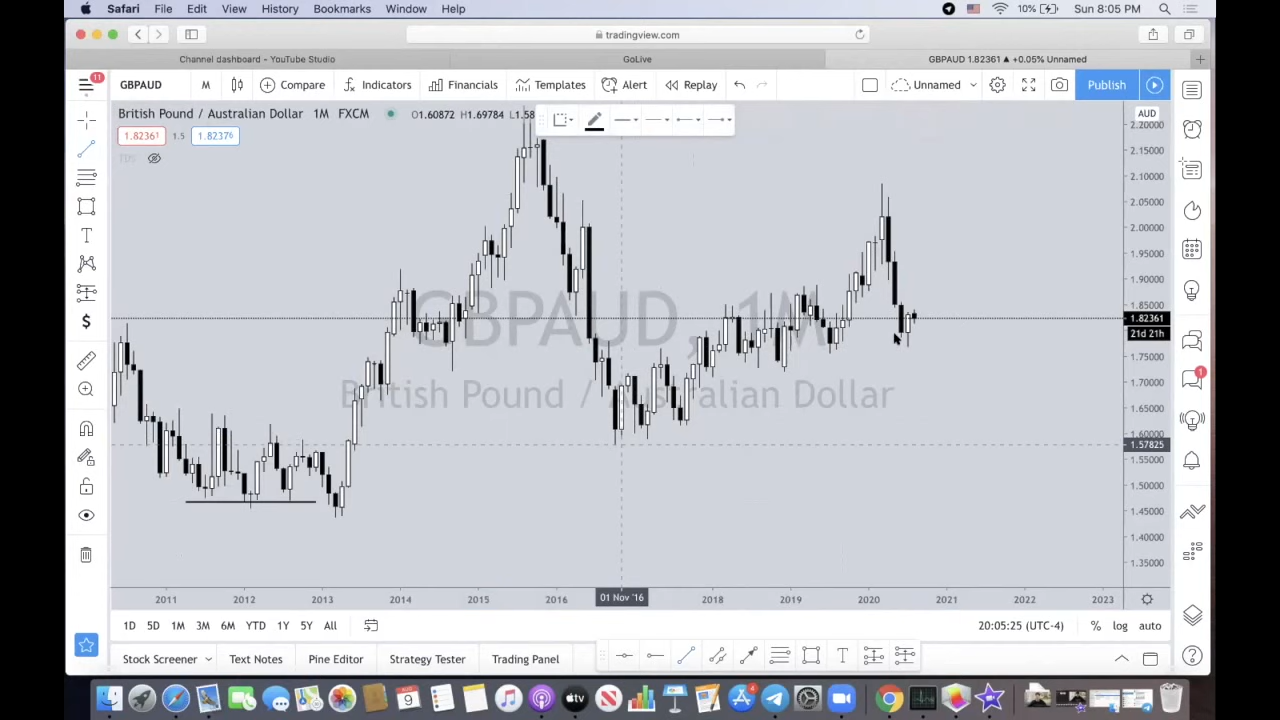 Safari File Edit View History Bookmarks Window Help 10% Sun 8:05 PM
tradingview.com
Channel dashboard - YouTube Studio GoLive GBPAUD 1.82361 +0.05% Unnamed
11 GBPAUD M Compare Indicators Financials Templates Alert Replay Unnamed Publish
British Pound / Australian Dollar 1M FXCM O1.60872 H1.69784 L1.58 AUD
1.82361 1.5 1.82376
TDS
2.20000
2.15000
2.10000
2.05000
2.00000
1.95000
1.90000
1.85000
GBPAUD, 1M
1.82361
21d 21h
1.75000
1.70000
British Pound / Australian Dollar
1.65000
1.60000
1.57825
1.55000
1.50000
1.45000
1.40000
1.35000
2011 2012 2013 2014 2015 2016 01 Nov '16 2018 2019 2020 2021 2022 2023
1D 5D 1M 3M 6M YTD 1Y 5Y All 20:05:25 (UTC-4) % log auto
Stock Screener Text Notes Pine Editor Strategy Tester Trading Panel